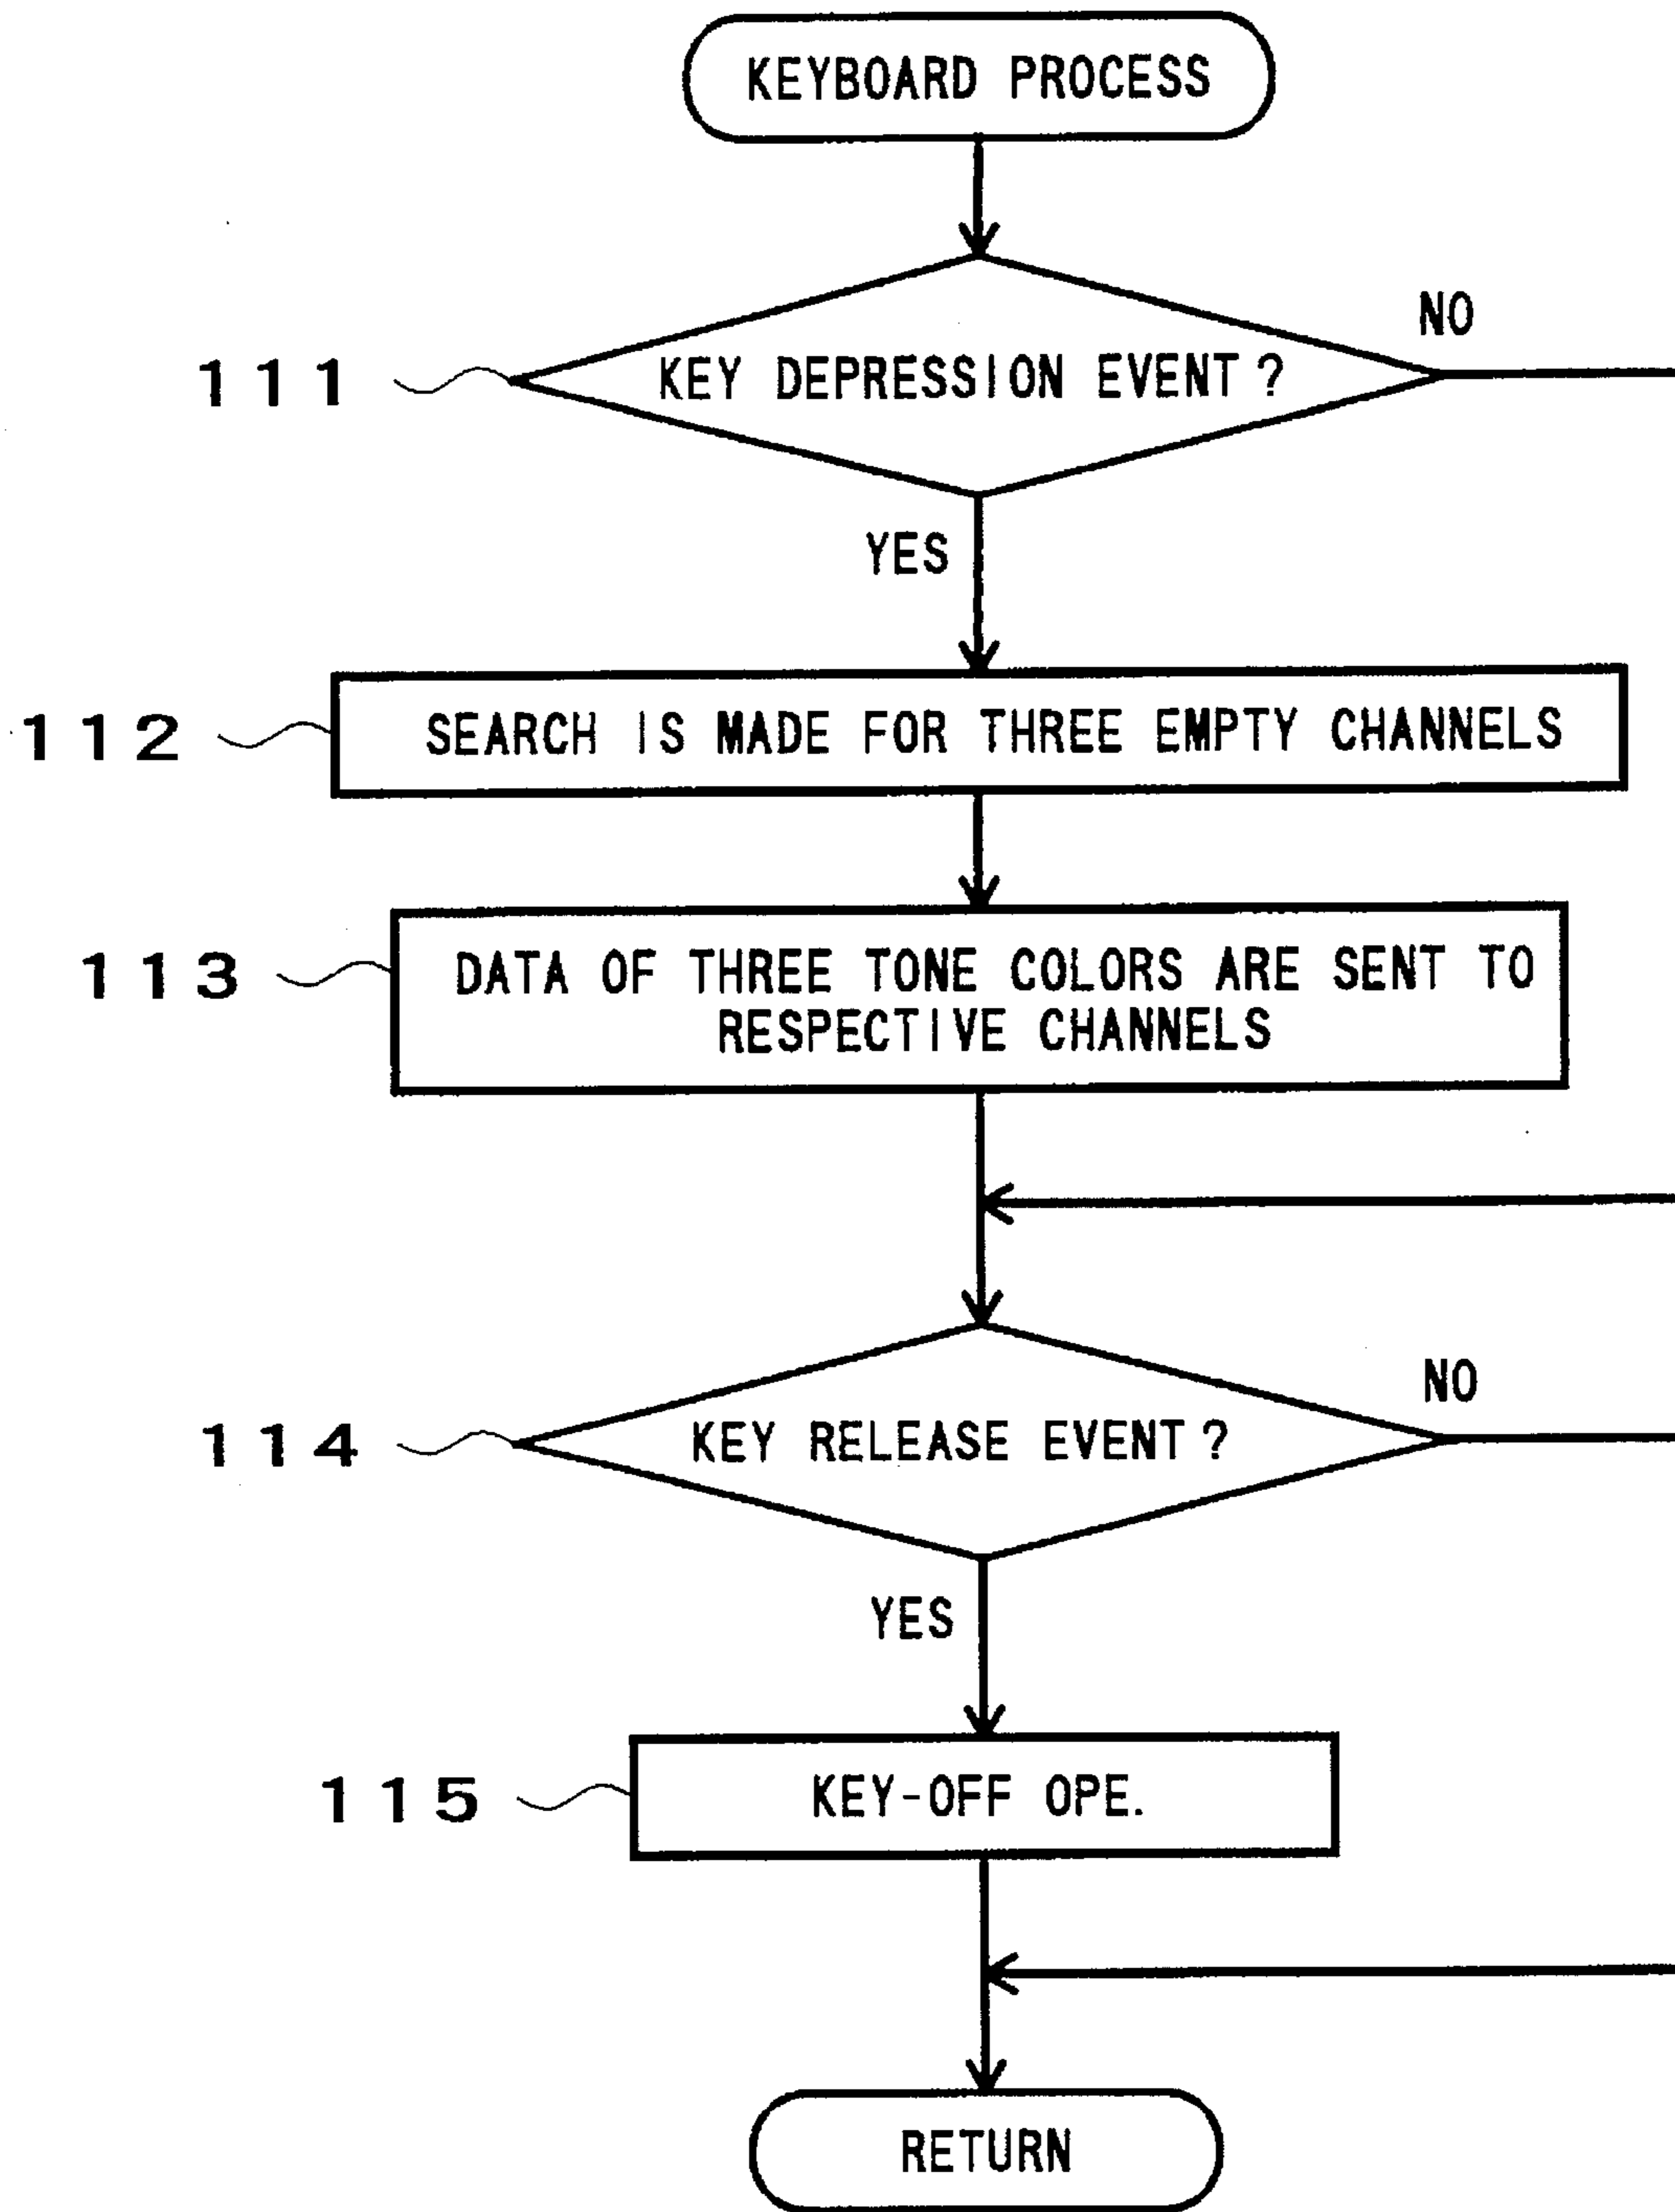 KEYBOARD PROCESS
NO
111 KEY DEPRESSION EVENT?
YES
112 SEARCH IS MADE FOR THREE EMPTY CHANNELS
113 DATA OF THREE TONE COLORS ARE SENT TO
RESPECTIVE CHANNELS
NO
114 KEY RELEASE EVENT?
YES
115 KEY-OFF OPE.
RETURN